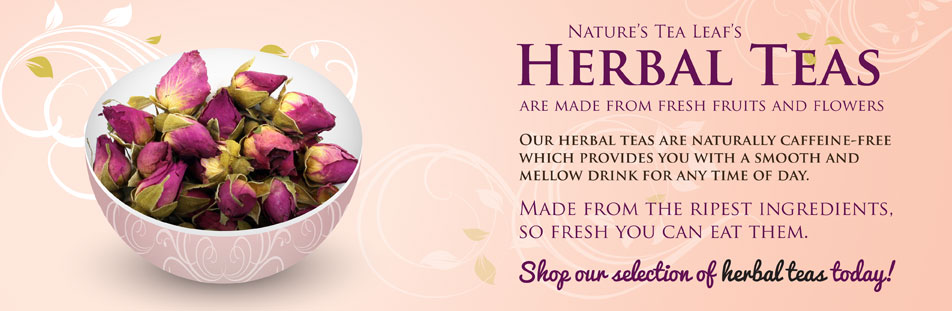 Nature's Tea Leaf's
Herbal Teas
are made from fresh fruits and flowers
Our herbal teas are naturally caffeine-free
which provides you with a smooth and
mellow drink for any time of day.
Made from the ripest ingredients,
so fresh you can eat them.
Shop our selection of herbal teas today!